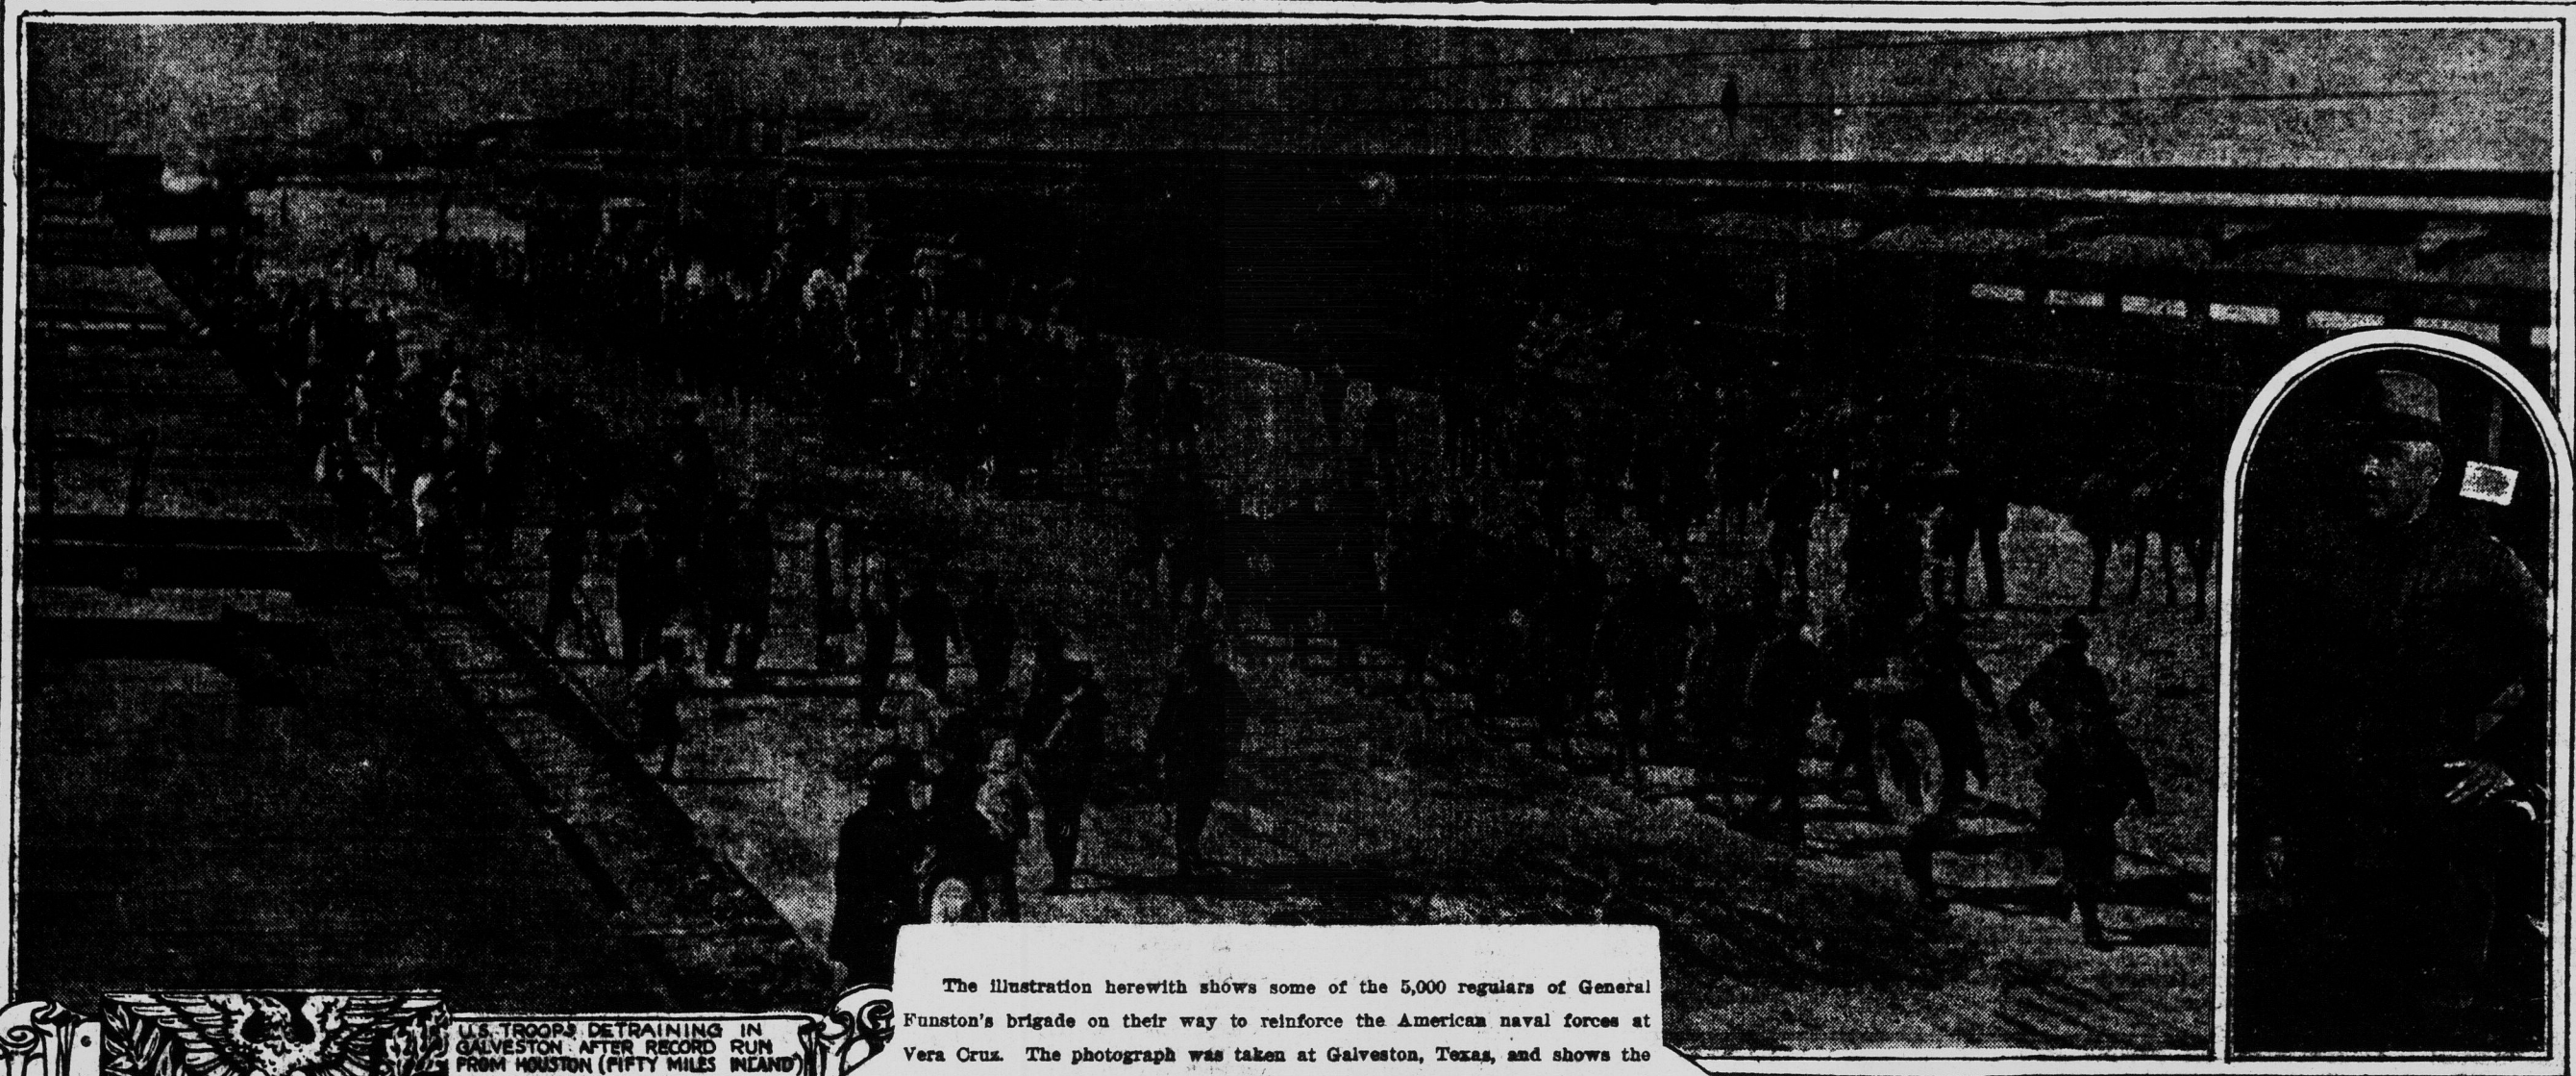 U.S. TROOPS DETRAINING IN
GALVESTON AFTER RECORD RUN
FROM HOUSTON (FIFTY MILES INLAND)
The illustration herewith shows some of the 5,000 regulars of General
Funston's brigade on their way to reinforce the American naval forces at
Vera Cruz. The photograph was taken at Galveston, Texas, and shows the